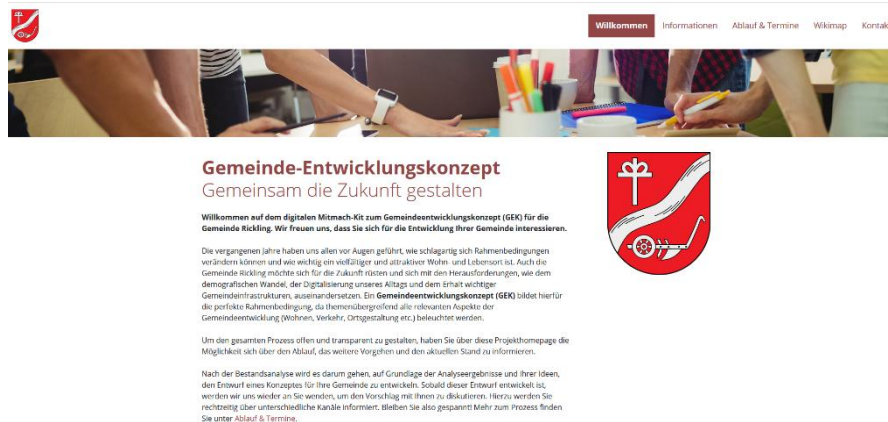 Willkommen Informationen Ablauf & Termine Wikimap Kontak
Gemeinde-Entwicklungskonzept
Gemeinsam die Zukunft gestalten
Willkommen auf dem digitalen Mitmach-Kit zum Gemeindeentwicklungskonzept (GEK) für die
Gemeinde Rickling. Wir freuen uns, dass Sie sich für die Entwicklung Ihrer Gemeinde interessieren.
Die vergangenen Jahre haben uns allen vor Augen geführt, wie schlagartig sich Rahmenbedingungen
verändern können und wie wichtig ein vielfältiger und attraktiver Wohn- und Lebensort ist. Auch die
Gemeinde Rickling möchte sich für die Zukunft rüsten und sich mit den Herausforderungen, wie dem
demografischen Wandel, der Digitalisierung unseres Alltags und dem Erhalt wichtiger
Gemeindeinfrastrukturen, auseinandersetzen. Ein Gemeindeentwicklungskonzept (GEK) bildet hierfür
die perfekte Rahmenbedingung, da themenübergreifend alle relevanten Aspekte der
Gemeindeentwicklung (Wohnen, Verkehr, Ortsgestaltung etc.) beleuchtet werden.
Um den gesamten Prozess offen und transparent zu gestalten, haben Sie über diese Projekthomepage die
Möglichkeit sich über den Ablauf, das weitere Vorgehen und den aktuellen Stand zu informieren.
Nach der Bestandsanalyse wird es darum gehen, auf Grundlage der Analyseergebnisse und Ihrer Ideen,
den Entwurf eines Konzeptes für Ihre Gemeinde zu entwickeln. Sobald dieser Entwurf entwickelt ist,
werden wir uns wieder an Sie wenden, um den Vorschlag mit Ihnen zu diskutieren. Hierzu werden Sie
rechtzeitig über unterschiedliche Kanäle informiert. Bleiben Sie also gespannt! Mehr zum Prozess finden
Sie unter Ablauf & Termine.